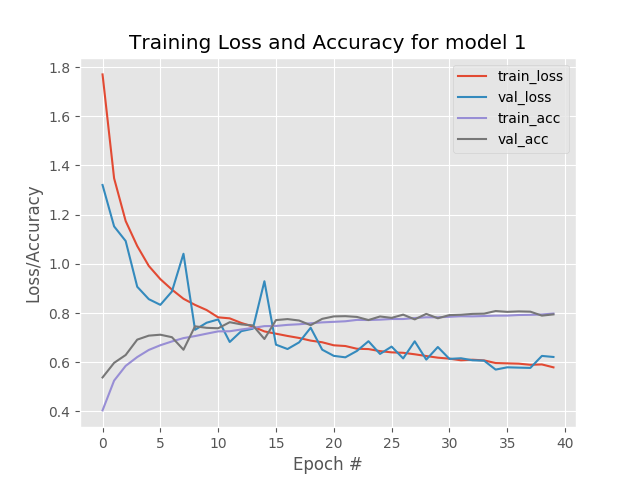 Training Loss and Accuracy for model 1
train_loss
val_loss
train_acc
val_acc
Loss/Accuracy
1.8
1.6
1.4
1.2
1.0
0.8
0.6
0.4
0 5 10 15 20 25 30 35 40
Epoch #